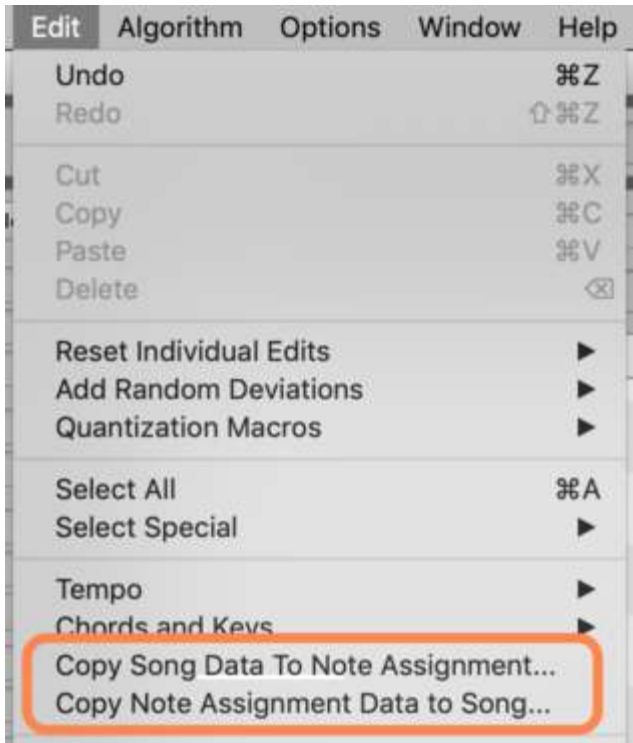 Edit Algorithm Options Window Help
Undo ⌘Z
Redo ⇧⌘Z
Cut ⌘X
Copy ⌘C
Paste ⌘V
Delete ⌫
Reset Individual Edits ▶
Add Random Deviations ▶
Quantization Macros ▶
Select All ⌘A
Select Special ▶
Tempo ▶
Chords and Keys
Copy Song Data To Note Assignment...
Copy Note Assignment Data to Song...